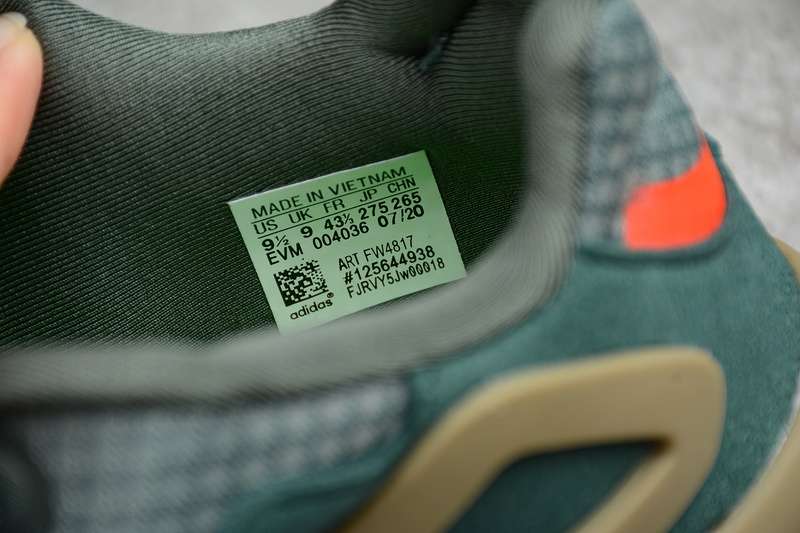 MADE IN VIETNAM
US UK FR JP CHN
9½ 9 43⅓ 275 265
EVM 004036 07/20
ART FW4817
#125644938
FJRVY5Jw00018
adidas®